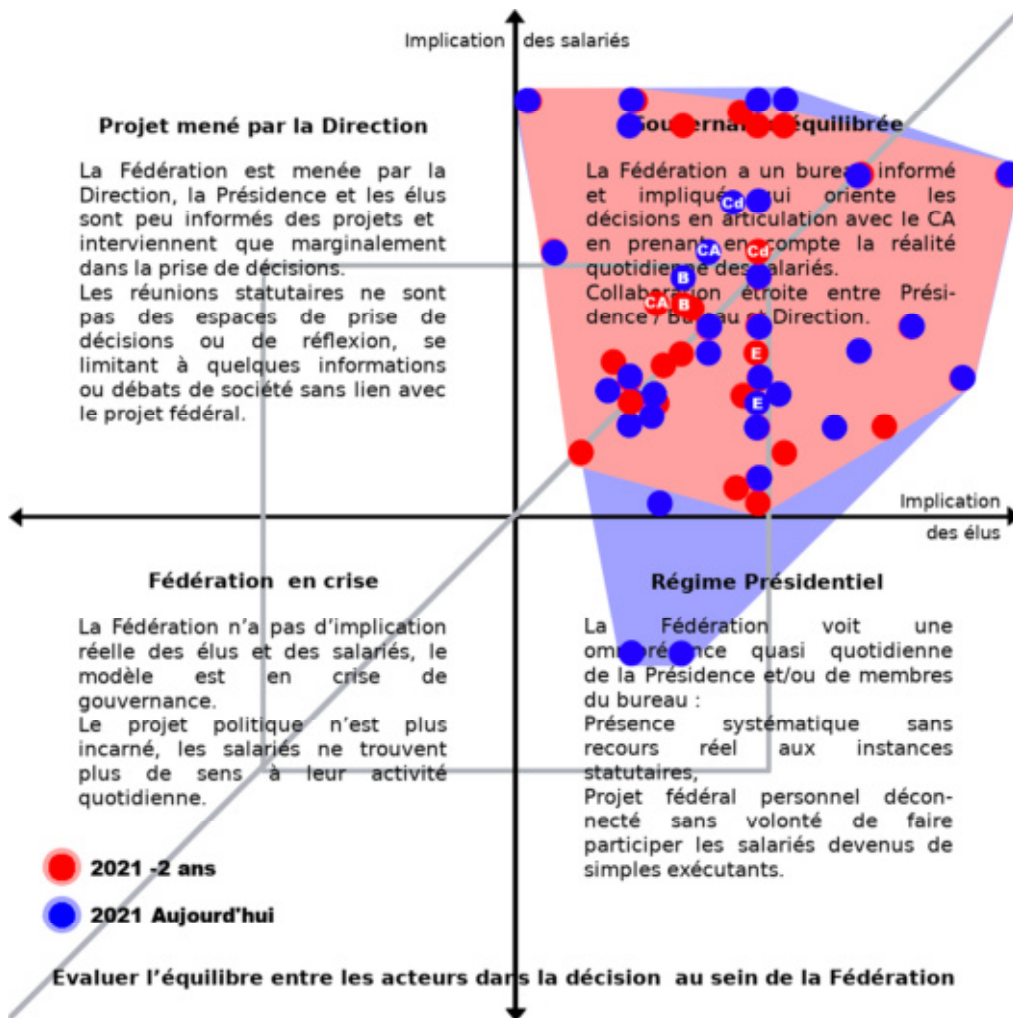 Implication des salariés
Projet mené par la Direction
La Fédération est menée par la
Direction, la Présidence et les élus
sont peu informés des projets et
interviennent que marginalement
dans la prise de décisions.
Les réunions statutaires ne sont
pas des espaces de prise de
décisions ou de réflexion, se
limitant à quelques informations
ou débats de société sans lien avec
le projet fédéral.
Gouvernance équilibrée
La Fédération a un bureau informé
et impliqué qui oriente les
décisions en articulation avec le CA
en prenant en compte la réalité
quotidienne des salariés.
Collaboration étroite entre Prési-
dence / Bureau et Direction.
Cd
CA
Cd
B
CA
B
E
E
Implication
des élus
Fédération en crise
La Fédération n'a pas d'implication
réelle des élus et des salariés, le
modèle est en crise de
gouvernance.
Le projet politique n'est plus
incarné, les salariés ne trouvent
plus de sens à leur activité
quotidienne.
Régime Présidentiel
La Fédération voit une
omniprésence quasi quotidienne
de la Présidence et/ou de membres
du bureau :
Présence systématique sans
recours réel aux instances
statutaires,
Projet fédéral personnel décon-
necté sans volonté de faire
participer les salariés devenus de
simples exécutants.
2021 -2 ans
2021 Aujourd'hui
Evaluer l'équilibre entre les acteurs dans la décision au sein de la Fédération